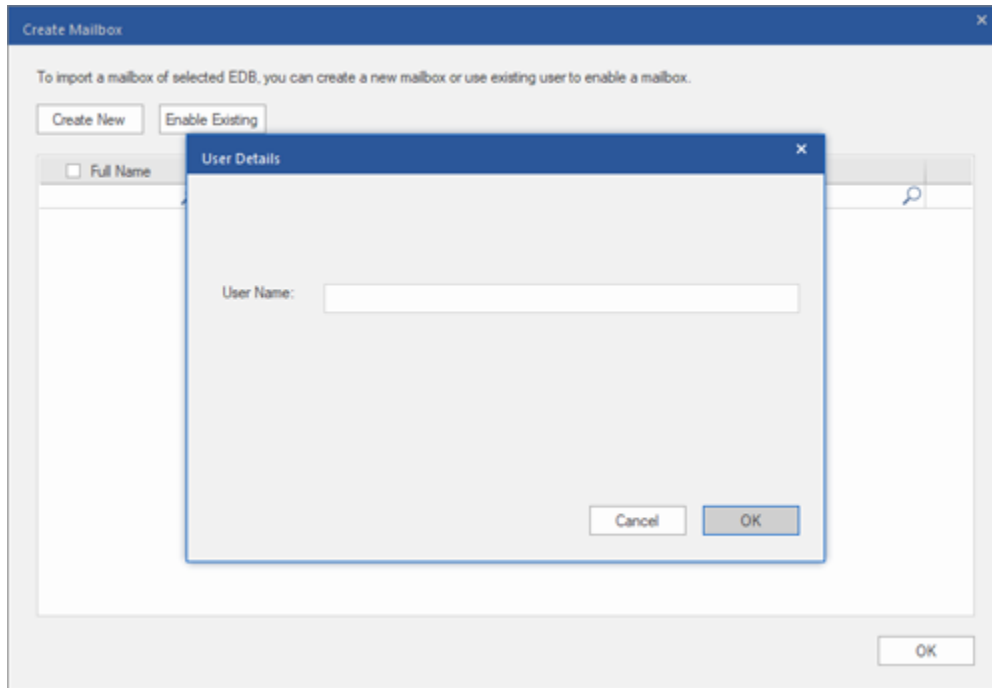 Create Mailbox
To import a mailbox of selected EDB, you can create a new mailbox or use existing user to enable a mailbox.
Create New Enable Existing
Full Name
User Details
User Name:
Cancel OK
OK